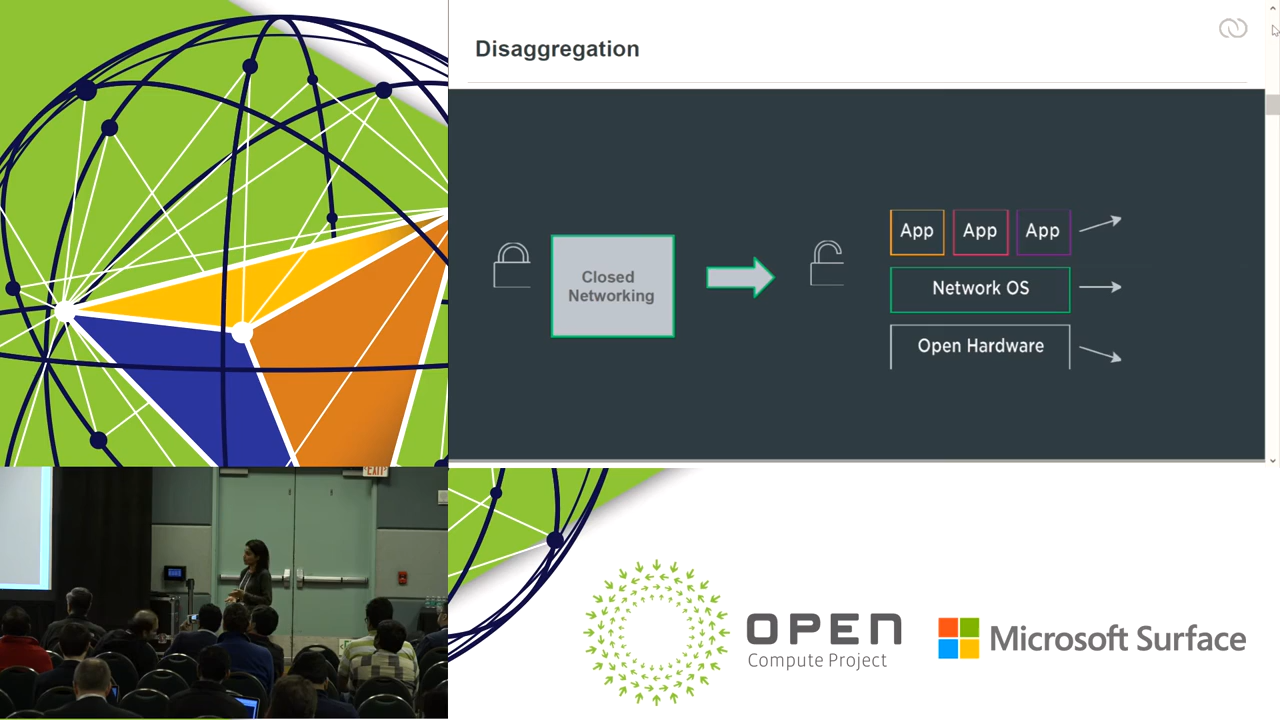 Disaggregation
Closed
Networking
App App App
Network OS
Open Hardware
EXIT
OPEN
Compute Project
Microsoft Surface